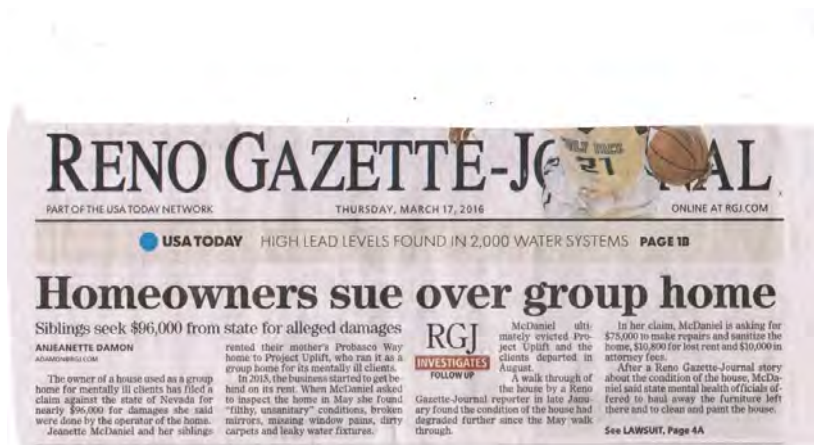 RENO GAZETTE-JO NAL
WOLF PACK
21
PART OF THE USA TODAY NETWORK
THURSDAY, MARCH 17, 2016
ONLINE AT RGJ.COM
USA TODAY HIGH LEAD LEVELS FOUND IN 2,000 WATER SYSTEMS PAGE 1B
Homeowners sue over group home
Siblings seek $96,000 from state for alleged damages
ANJEANETTE DAMON
ADAMON@RGJ.COM
The owner of a house used as a group
home for mentally ill clients has filed a
claim against the state of Nevada for
nearly $96,000 for damages she said
were done by the operator of the home.
Jeanette McDaniel and her siblings
rented their mother's Probasco Way
home to Project Uplift, who ran it as a
group home for its mentally ill clients.
In 2015, the business started to get be-
hind on its rent. When McDaniel asked
to inspect the home in May she found
"filthy, unsanitary" conditions, broken
mirrors, missing window pains, dirty
carpets and leaky water fixtures.
RGJ
INVESTIGATES
FOLLOW UP
McDaniel ulti-
mately evicted Pro-
ject Uplift and the
clients departed in
August.
A walk through of
the house by a Reno
Gazette-Journal reporter in late Janu-
ary found the condition of the house had
degraded further since the May walk
through.
In her claim, McDaniel is asking for
$75,000 to make repairs and sanitize the
home, $10,800 for lost rent and $10,000 in
attorney fees.
After a Reno Gazette-Journal story
about the condition of the house, McDa-
niel said state mental health officials of-
fered to haul away the furniture left
there and to clean and paint the house.
See LAWSUIT, Page 4A